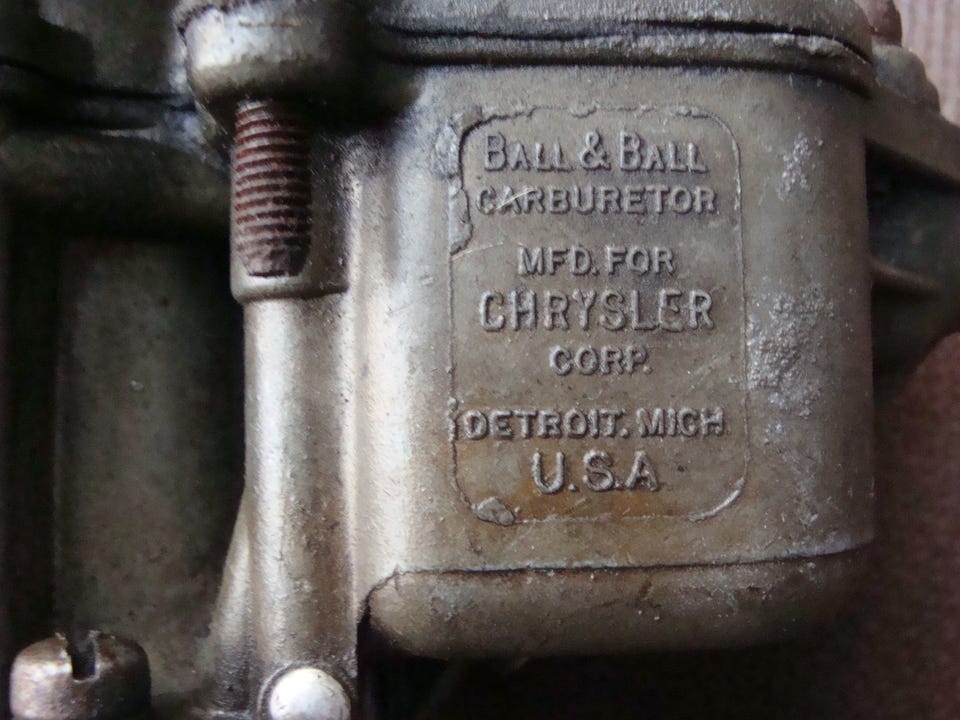 BALL & BALL
CARBURETOR
MFD. FOR
CHRYSLER
CORP.
DETROIT. MICH
U.S.A